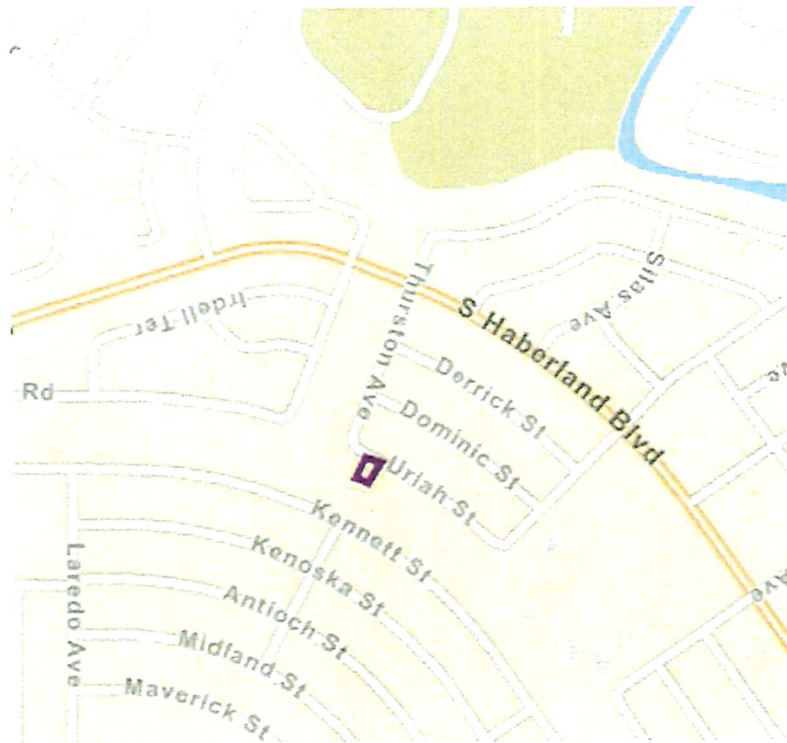 Thurston Ave
S Haberland Blvd
Silas Ave
Irdell Ter
Rd
Derrick St
Dominic St
Uriah St
Kennett St
Kenoska St
Antioch St
Midland St
Maverick St
Laredo Ave
Ave